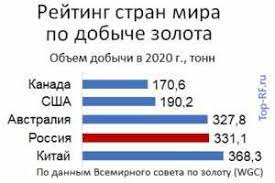 Рейтинг стран мира
по добыче золота
Объем добычи в 2020 г., тонн
Канада 170,6
США 190,2
Австралия 327,8
Россия 331,1
Китай 368,3
По данным Всемирного совета по золоту (WGC)
Top-RF.ru